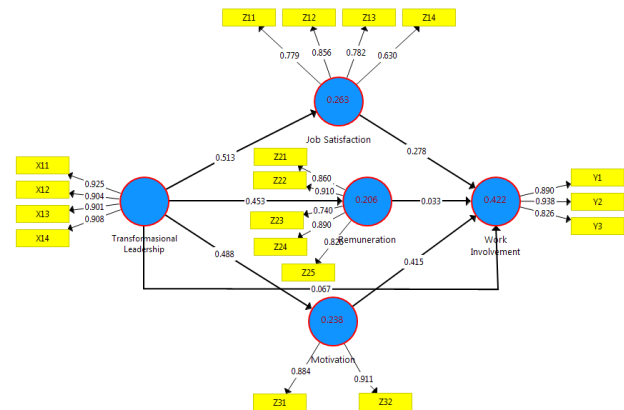 Z11
Z12
Z13
Z14
0.779
0.856
0.782
0.630
0.263
Job Satisfaction
0.513
0.278
X11
X12
X13
X14
0.925
0.904
0.901
0.908
Transformasional
Leadership
Z21
Z22
Z23
Z24
Z25
0.860
0.910
0.740
0.890
0.826
0.453
0.206
Remuneration
0.033
0.422
Work
Involvement
0.890
0.938
0.826
Y1
Y2
Y3
0.488
0.415
0.067
0.238
Motivation
0.884
0.911
Z31
Z32